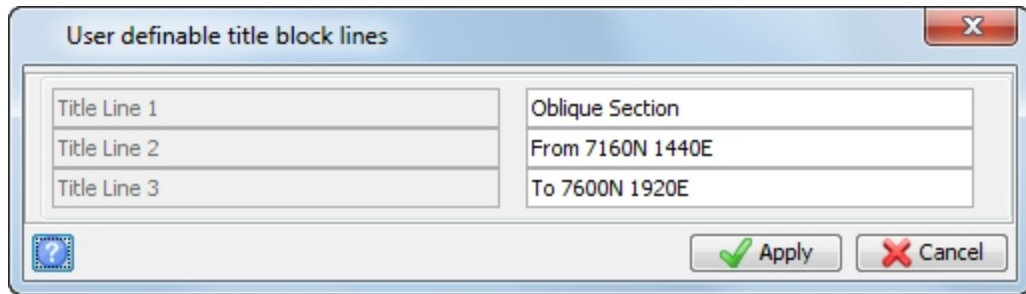 User definable title block lines
Title Line 1 Oblique Section
Title Line 2 From 7160N 1440E
Title Line 3 To 7600N 1920E
? Apply Cancel